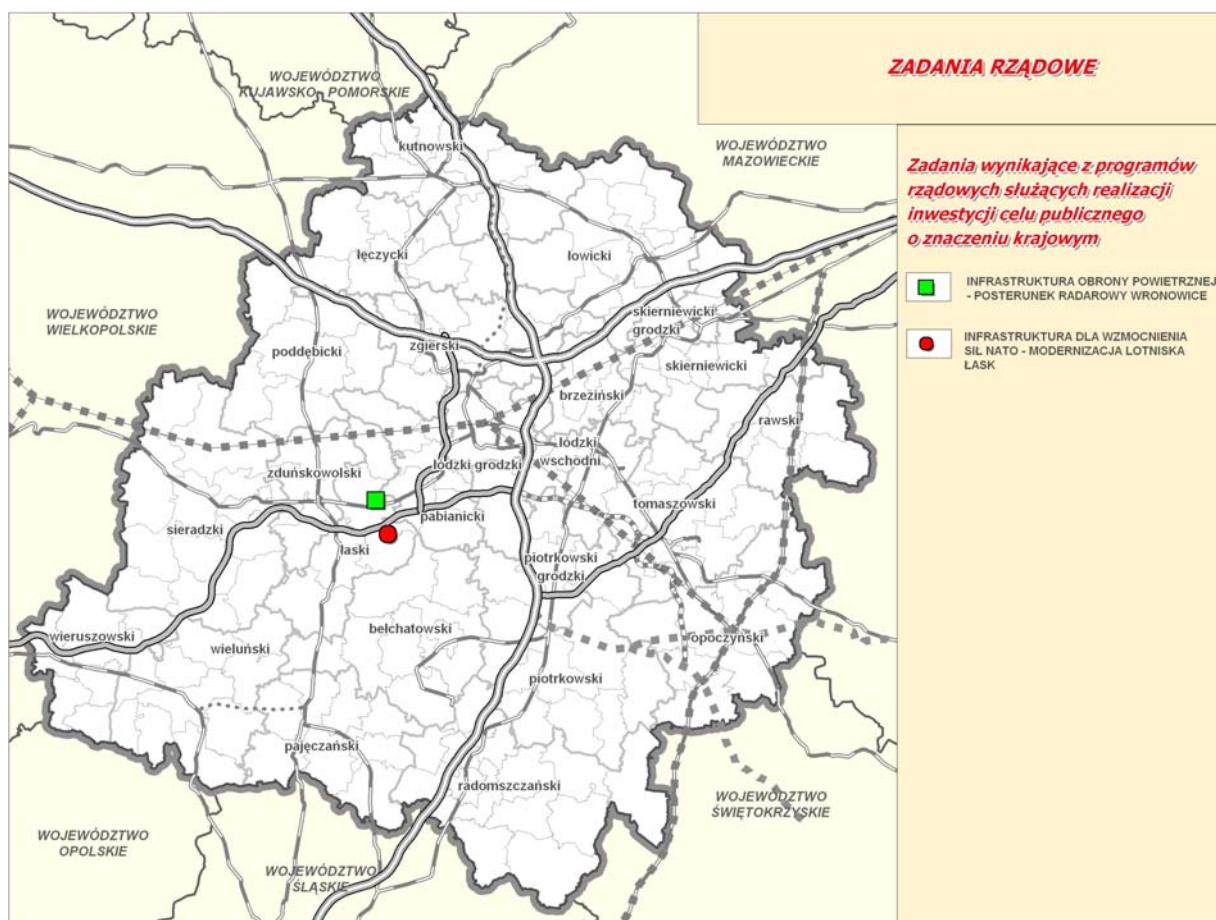 ZADANIA RZĄDOWE
Zadania wynikające z programów
rządowych służących realizacji
inwestycji celu publicznego
o znaczeniu krajowym
INFRASTRUKTURA OBRONY POWIETRZNEJ
- POSTERUNEK RADAROWY WRONOWICE
INFRASTRUKTURA DLA WZMOCNIENIA
SIŁ NATO - MODERNIZACJA LOTNISKA
ŁASK
WOJEWÓDZTWO
KUJAWSKO - POMORSKIE
WOJEWÓDZTWO
MAZOWIECKIE
kutnowski
łęczycki
łowicki
WOJEWÓDZTWO
WIELKOPOLSKIE
skierniewicki
grodzki
zgierski
poddębicki
skierniewicki
brzeziński
rawski
łódzki
wschodni
łódzki grodzki
zduńskowolski
tomaszowski
pabianicki
sieradzki
łaski
piotrkowski
grodzki
wieruszowski
bełchatowski
opoczyński
wieluński
piotrkowski
pajęczański
radomszczański
WOJEWÓDZTWO
ŚWIĘTOKRZYSKIE
WOJEWÓDZTWO
OPOLSKIE
WOJEWÓDZTWO
ŚLĄSKIE